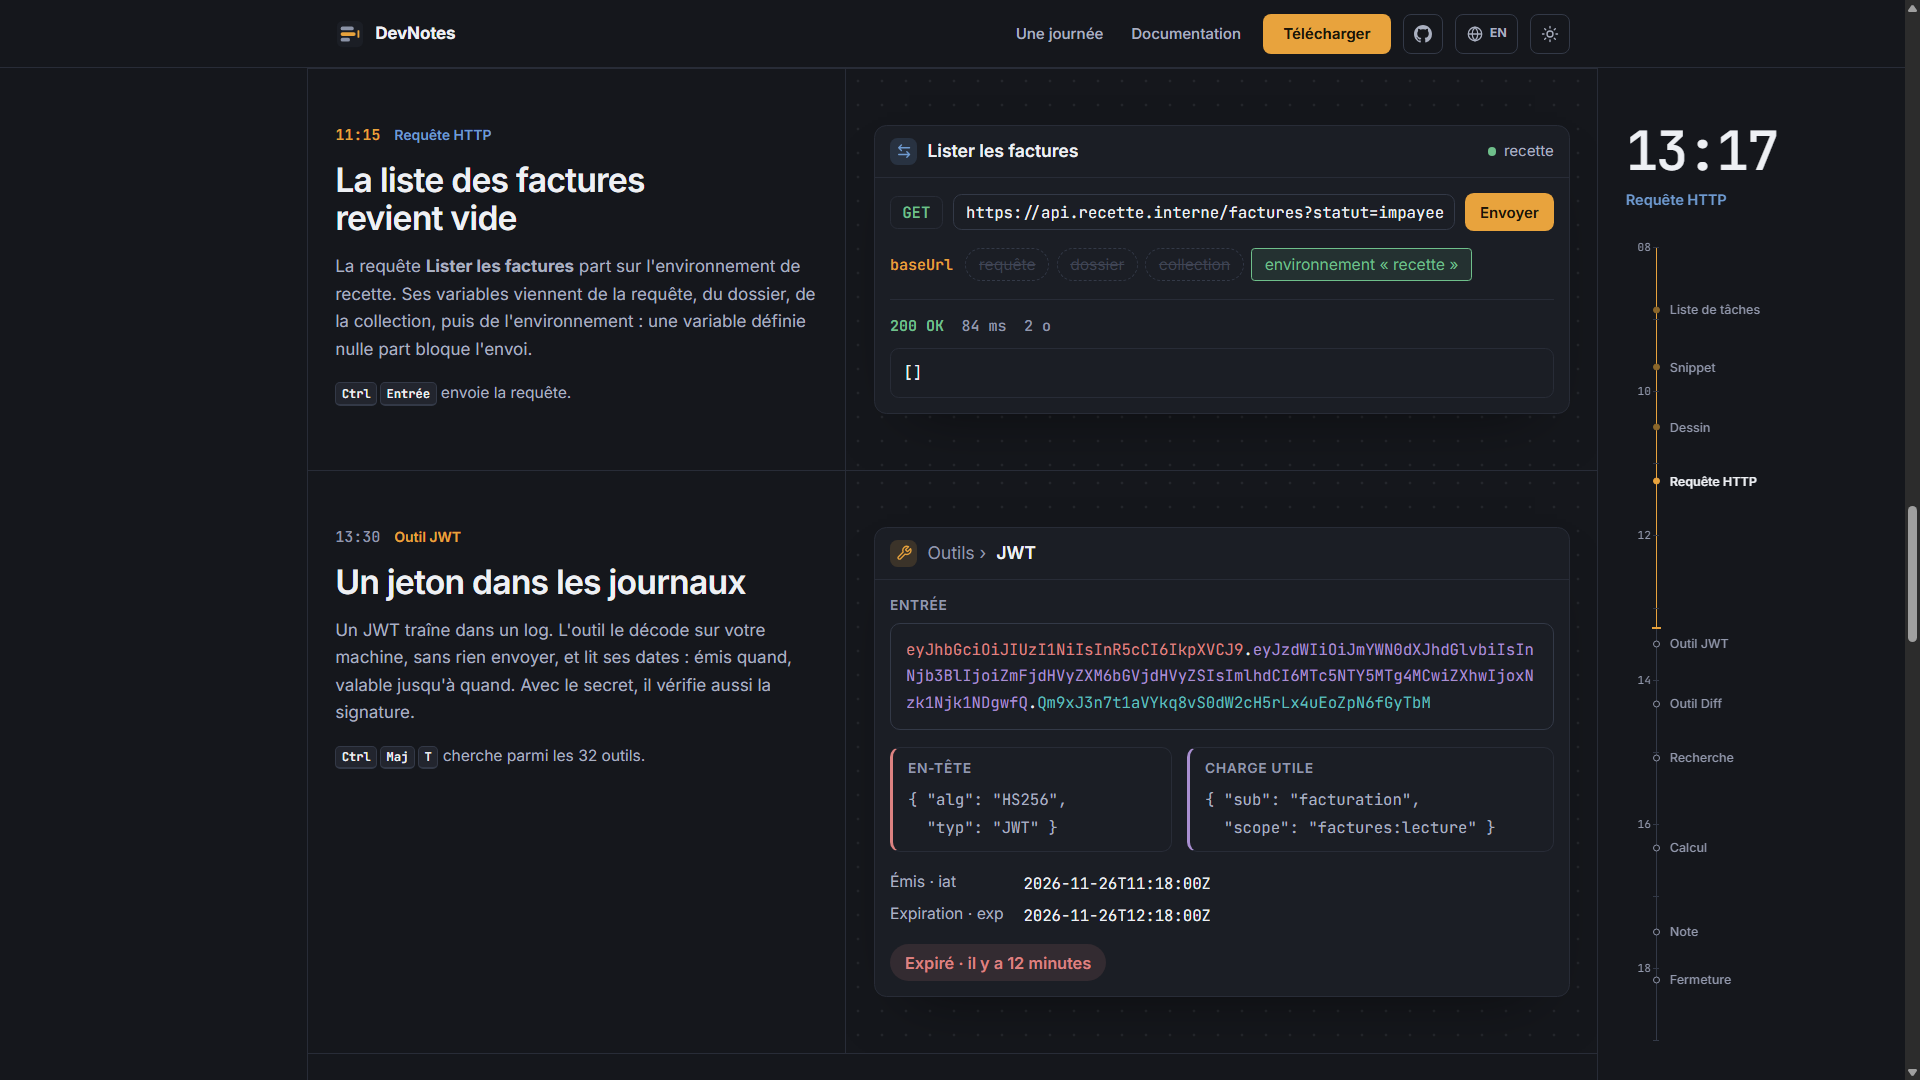 DevNotes
Une journée
Documentation
Télécharger
EN
11:15 Requête HTTP
La liste des factures
revient vide
La requête Lister les factures part sur l'environnement de
recette. Ses variables viennent de la requête, du dossier, de
la collection, puis de l'environnement : une variable définie
nulle part bloque l'envoi.
Ctrl Entrée envoie la requête.
Lister les factures
recette
GET
https://api.recette.interne/factures?statut=impayee
Envoyer
baseUrl requête dossier collection environnement « recette »
200 OK 84 ms 2 o
[]
13:30 Outil JWT
Un jeton dans les journaux
Un JWT traîne dans un log. L'outil le décode sur votre
machine, sans rien envoyer, et lit ses dates : émis quand,
valable jusqu'à quand. Avec le secret, il vérifie aussi la
signature.
Ctrl Maj T cherche parmi les 32 outils.
Outils › JWT
ENTRÉE
eyJhbGciOiJIUzI1NiIsInR5cCI6IkpXVCJ9.eyJzdWIiOiJmYWN0dXJhdGlvbiIsIn
Njb3BlIjoiZmFjdHVyZXM6bGVjdHVyZSIsImlhdCI6MTc5NTY5MTg4MCwiZXhwIjoxN
zk1Njk1NDgwfQ.Qm9xJ3n7t1aVYkq8vS0dW2cH5rLx4uEoZpN6fGyTbM
EN-TÊTE
{ "alg": "HS256",
"typ": "JWT" }
CHARGE UTILE
{ "sub": "facturation",
"scope": "factures:lecture" }
Émis · iat 2026-11-26T11:18:00Z
Expiration · exp 2026-11-26T12:18:00Z
Expiré · il y a 12 minutes
13:17
Requête HTTP
08
Liste de tâches
Snippet
10
Dessin
Requête HTTP
12
Outil JWT
14
Outil Diff
Recherche
16
Calcul
Note
18
Fermeture